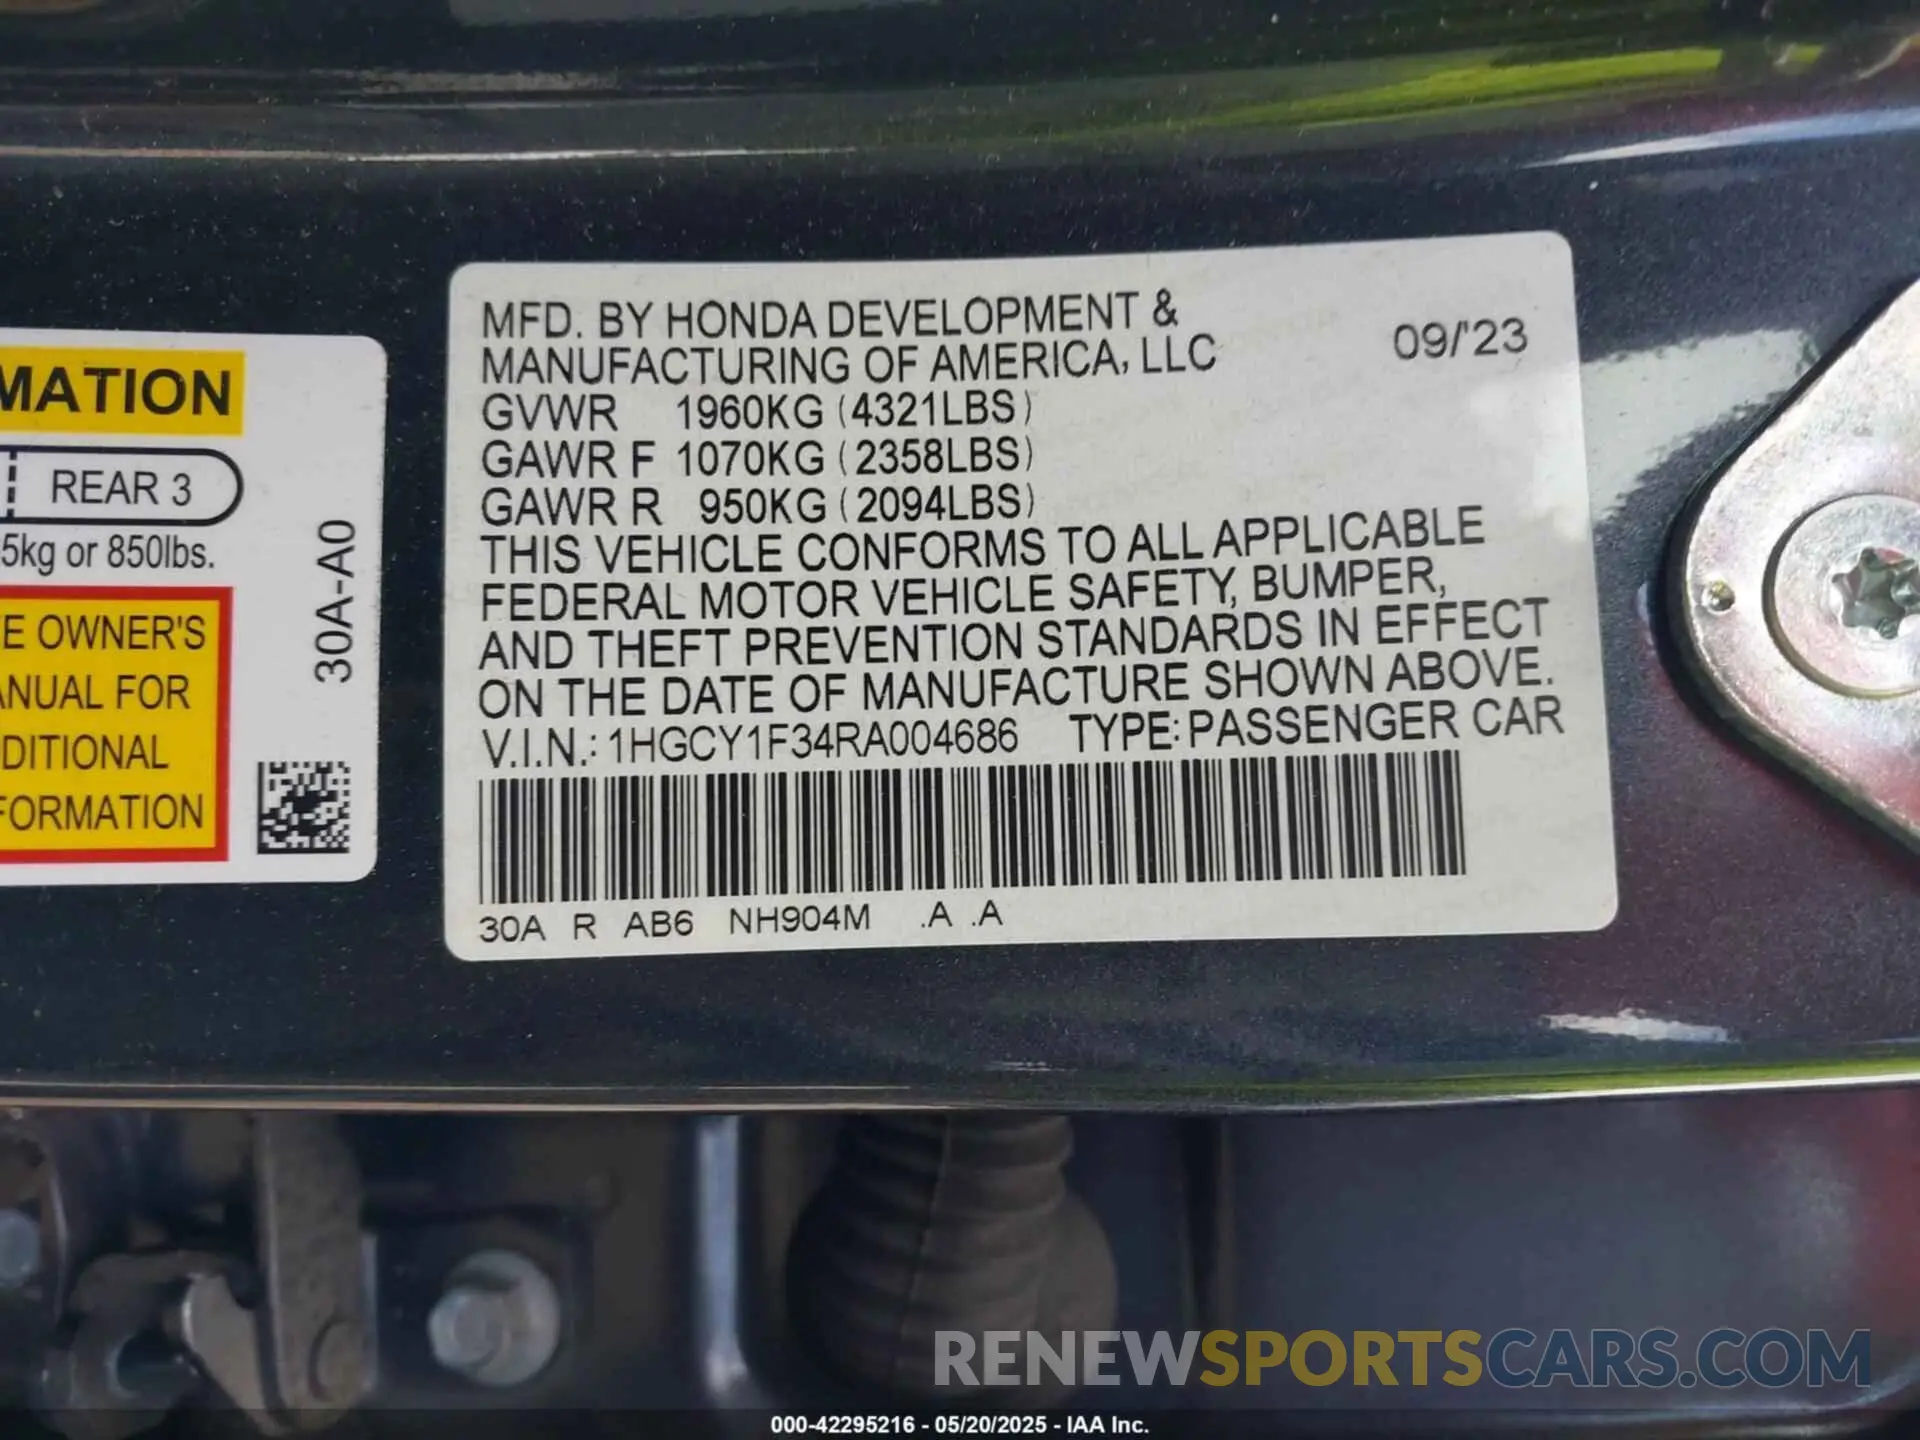 MATION
REAR 3
5kg or 850lbs.
E OWNER'S
ANUAL FOR
DITIONAL
FORMATION
30A-A0
MFD. BY HONDA DEVELOPMENT &
MANUFACTURING OF AMERICA, LLC
09/'23
GVWR 1960KG (4321LBS)
GAWR F 1070KG (2358LBS)
GAWR R 950KG (2094LBS)
THIS VEHICLE CONFORMS TO ALL APPLICABLE
FEDERAL MOTOR VEHICLE SAFETY, BUMPER,
AND THEFT PREVENTION STANDARDS IN EFFECT
ON THE DATE OF MANUFACTURE SHOWN ABOVE.
V.I.N.: 1HGCY1F34RA004686 TYPE: PASSENGER CAR
30A R AB6 NH904M .A .A
RENEWSPORTSCARS.COM
000-42295216 - 05/20/2025 - IAA Inc.